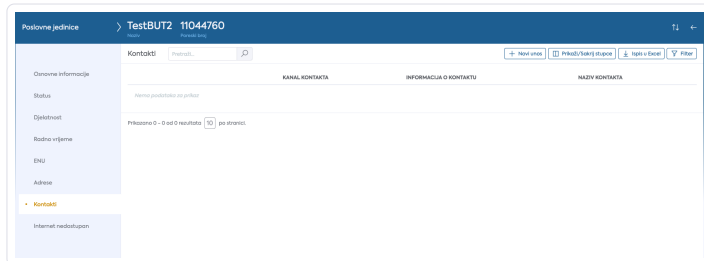 Poslovne jedinice
TestBUT2 11044760
Naziv Porezni broj
Kontakti Pretraži... + Novi unos Prikaži/Sakrij stupce Ispis u Excel Filter
Osnovne informacije
Status
Djelatnost
Radno vrijeme
ENU
Adrese
Kontakti
Internet nedostupan
KANAL KONTAKTA INFORMACIJA O KONTAKTU NAZIV KONTAKTA
Nema podataka za prikaz
Prikazano 0 - 0 od 0 rezultata 10 po stranici.